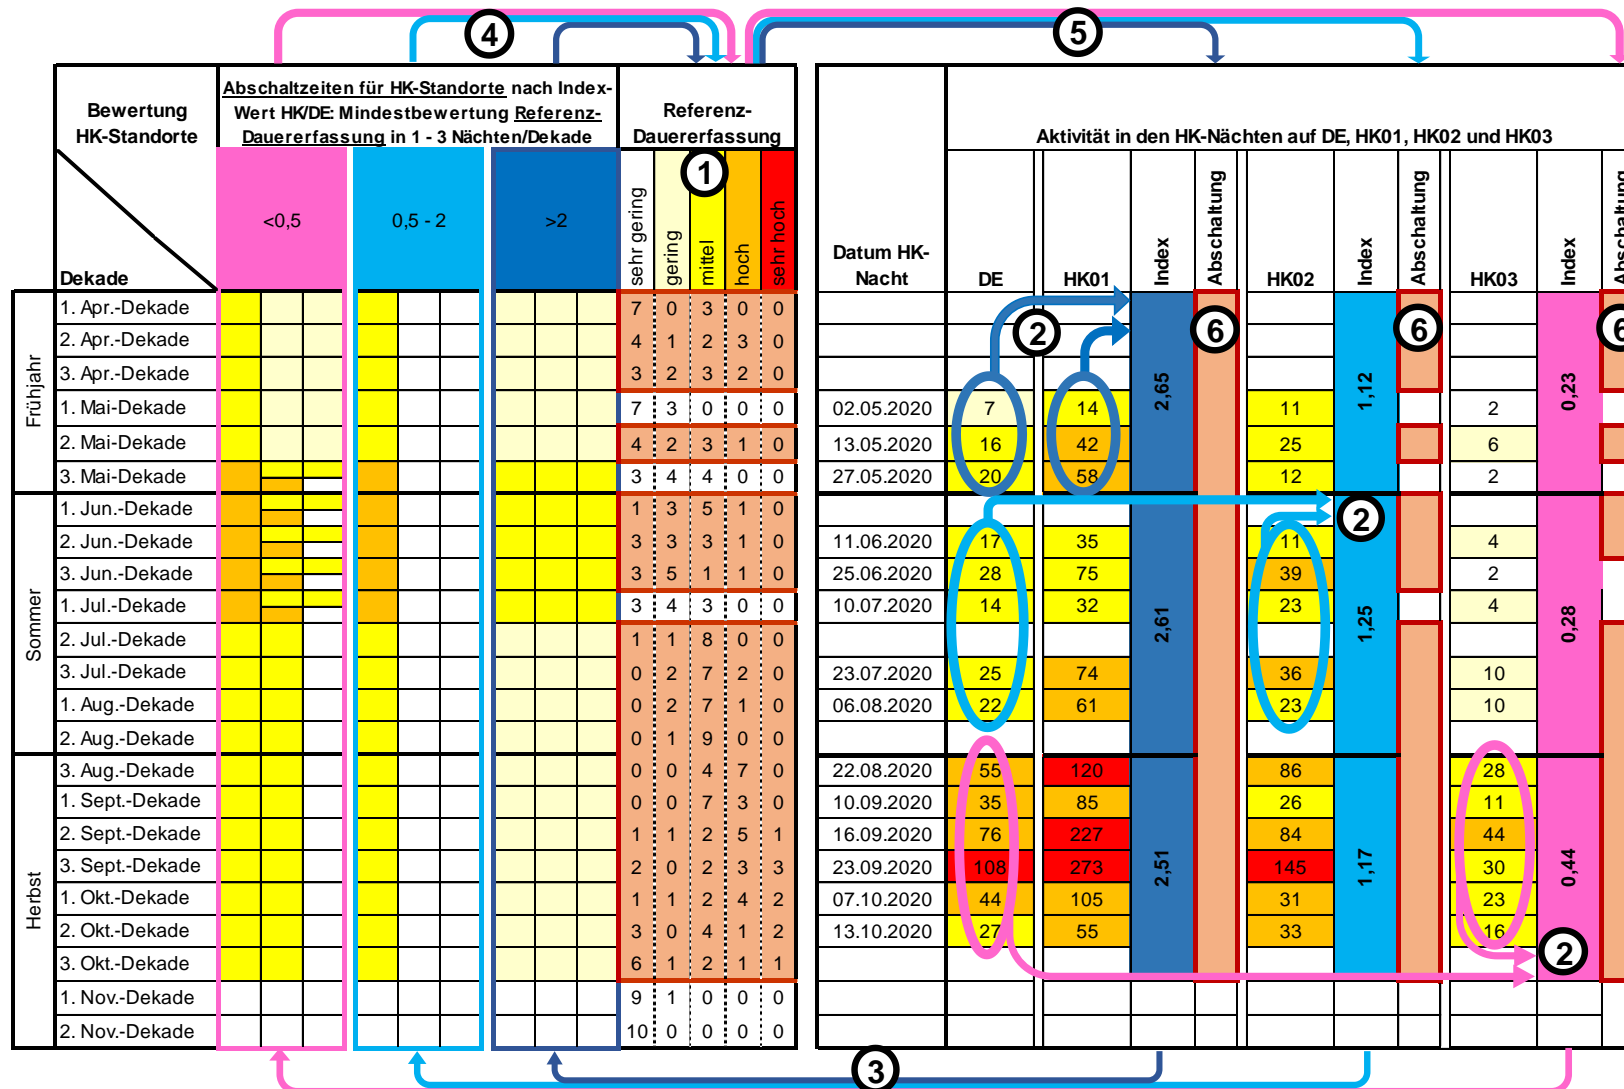 4
5
Bewertung
HK-Standorte
Abschaltzeiten für HK-Standorte nach Index-
Wert HK/DE: Mindestbewertung Referenz-
Dauererfassung in 1 - 3 Nächten/Dekade
Referenz-
Dauererfassung
Aktivität in den HK-Nächten auf DE, HK01, HK02 und HK03
1
<0,5 0,5 - 2 >2 sehr gering gering mittel hoch sehr hoch
Dekade
Datum HK-
Nacht
DE HK01 Index Abschaltung HK02 Index Abschaltung HK03 Index Abschaltung
Frühjahr
1. Apr.-Dekade 7 0 3 0 0
2. Apr.-Dekade 4 1 2 3 0
2 6 6 6
3. Apr.-Dekade 3 2 3 2 0
2,65 1,12 0,23
1. Mai-Dekade 7 3 0 0 0 02.05.2020 7 14 11 2
2. Mai-Dekade 4 2 3 1 0 13.05.2020 16 42 25 6
3. Mai-Dekade 3 4 4 0 0 27.05.2020 20 58 12 2
Sommer
1. Jun.-Dekade 1 3 5 1 0
2
2. Jun.-Dekade 3 3 3 1 0 11.06.2020 17 35 11 4
3. Jun.-Dekade 3 5 1 1 0 25.06.2020 28 75 39 2
1. Jul.-Dekade 3 4 3 0 0 10.07.2020 14 32 23 4
2,61 1,25 0,28
2. Jul.-Dekade 1 1 8 0 0
3. Jul.-Dekade 0 2 7 2 0 23.07.2020 25 74 36 10
1. Aug.-Dekade 0 2 7 1 0 06.08.2020 22 61 23 10
2. Aug.-Dekade 0 1 9 0 0
Herbst
3. Aug.-Dekade 0 0 4 7 0 22.08.2020 55 120 86 28
1. Sept.-Dekade 0 0 7 3 0 10.09.2020 35 85 26 11
2. Sept.-Dekade 1 1 2 5 1 16.09.2020 76 227 84 44
3. Sept.-Dekade 2 0 2 3 3 23.09.2020 108 273 145 30
2,51 1,17 0,44
1. Okt.-Dekade 1 1 2 4 2 07.10.2020 44 105 31 23
2. Okt.-Dekade 3 0 4 1 2 13.10.2020 27 55 33 16
2
3. Okt.-Dekade 6 1 2 1 1
1. Nov.-Dekade 9 1 0 0 0
2. Nov.-Dekade 10 0 0 0 0
3